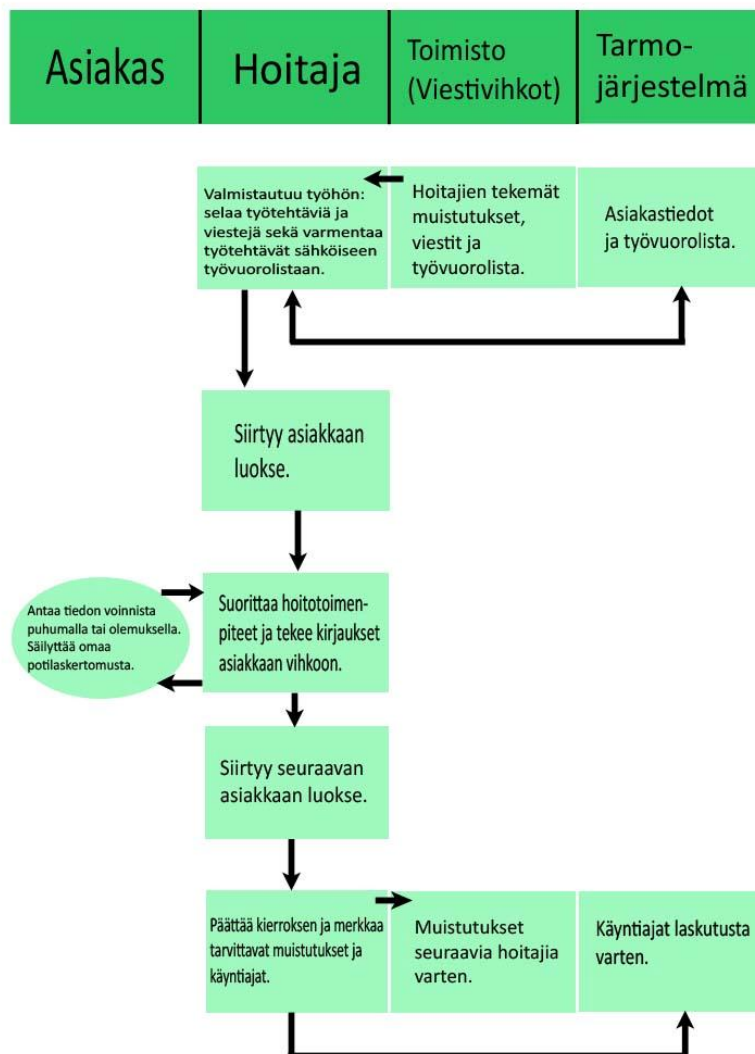 Asiakas
Hoitaja
Toimisto
(Viestivihkot)
Tarmo-
järjestelmä
Valmistautuu työhön:
selaa työtehtäviä ja
viestejä sekä varmentaa
työtehtävät sähköiseen
työvuorolistaan.
Hoitajien tekemät
muistutukset,
viestit ja
työvuorolista.
Asiakastiedot
ja työvuorolista.
Siirtyy asiakkaan
luokse.
Antaa tiedon voinnista
puhumalla tai olemuksella.
Säilyttää omaa
potilaskertomusta.
Suorittaa hoitotoimen-
piteet ja tekee kirjaukset
asiakkaan vihkoon.
Siirtyy seuraavan
asiakkaan luokse.
Päättää kierroksen ja merkkaa
tarvittavat muistutukset ja
käyntiajat.
Muistutukset
seuraavia hoitajia
varten.
Käyntiajat laskutusta
varten.